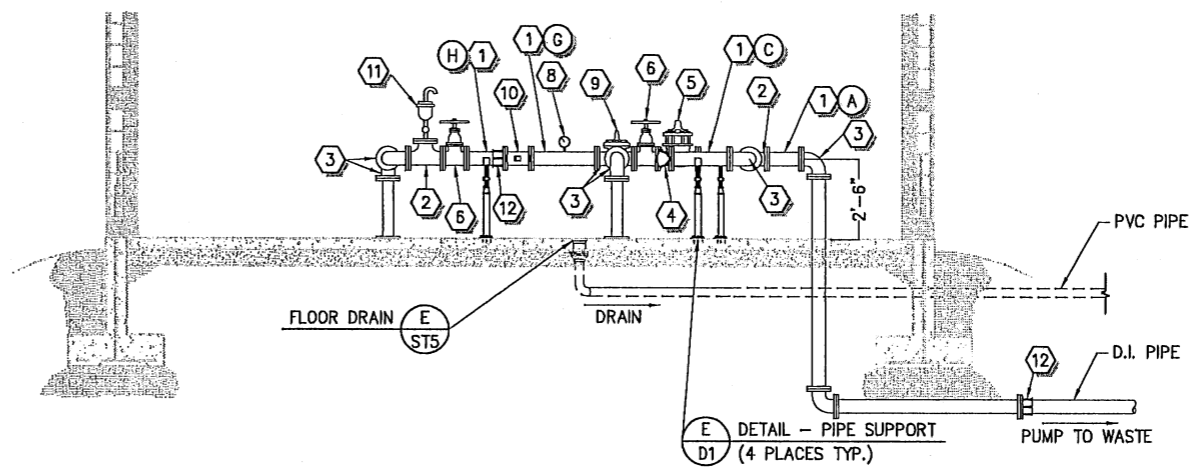 11
H 1
10
1 G
8
9
6
5
1 C
2
1 A
3
3
2
6
12
3
4
3
2'-6"
PVC PIPE
FLOOR DRAIN
E
ST5
DRAIN
12
D.I. PIPE
E
D1
DETAIL - PIPE SUPPORT
(4 PLACES TYP.)
PUMP TO WASTE